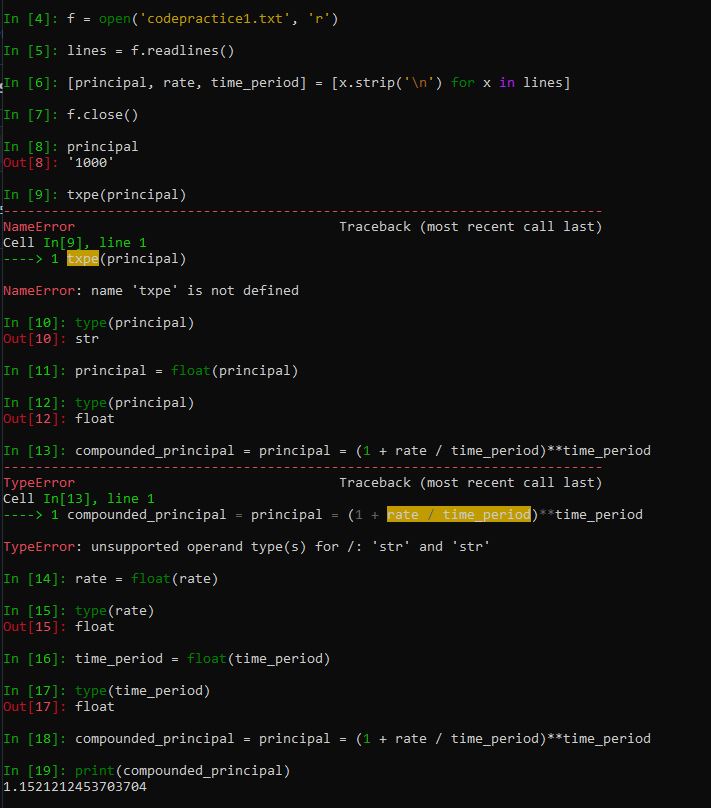 In [4]: f = open('codepractice1.txt', 'r')
In [5]: lines = f.readlines()
In [6]: [principal, rate, time_period] = [x.strip('\n') for x in lines]
In [7]: f.close()
In [8]: principal
Out[8]: '1000'
In [9]: txpe(principal)
---------------------------------------------------------------------------
NameError                                 Traceback (most recent call last)
Cell In[9], line 1
----> 1 txpe(principal)
NameError: name 'txpe' is not defined
In [10]: type(principal)
Out[10]: str
In [11]: principal = float(principal)
In [12]: type(principal)
Out[12]: float
In [13]: compounded_principal = principal = (1 + rate / time_period)**time_period
---------------------------------------------------------------------------
TypeError                                 Traceback (most recent call last)
Cell In[13], line 1
----> 1 compounded_principal = principal = (1 + rate / time_period)**time_period
TypeError: unsupported operand type(s) for /: 'str' and 'str'
In [14]: rate = float(rate)
In [15]: type(rate)
Out[15]: float
In [16]: time_period = float(time_period)
In [17]: type(time_period)
Out[17]: float
In [18]: compounded_principal = principal = (1 + rate / time_period)**time_period
In [19]: print(compounded_principal)
1.1521212453703704